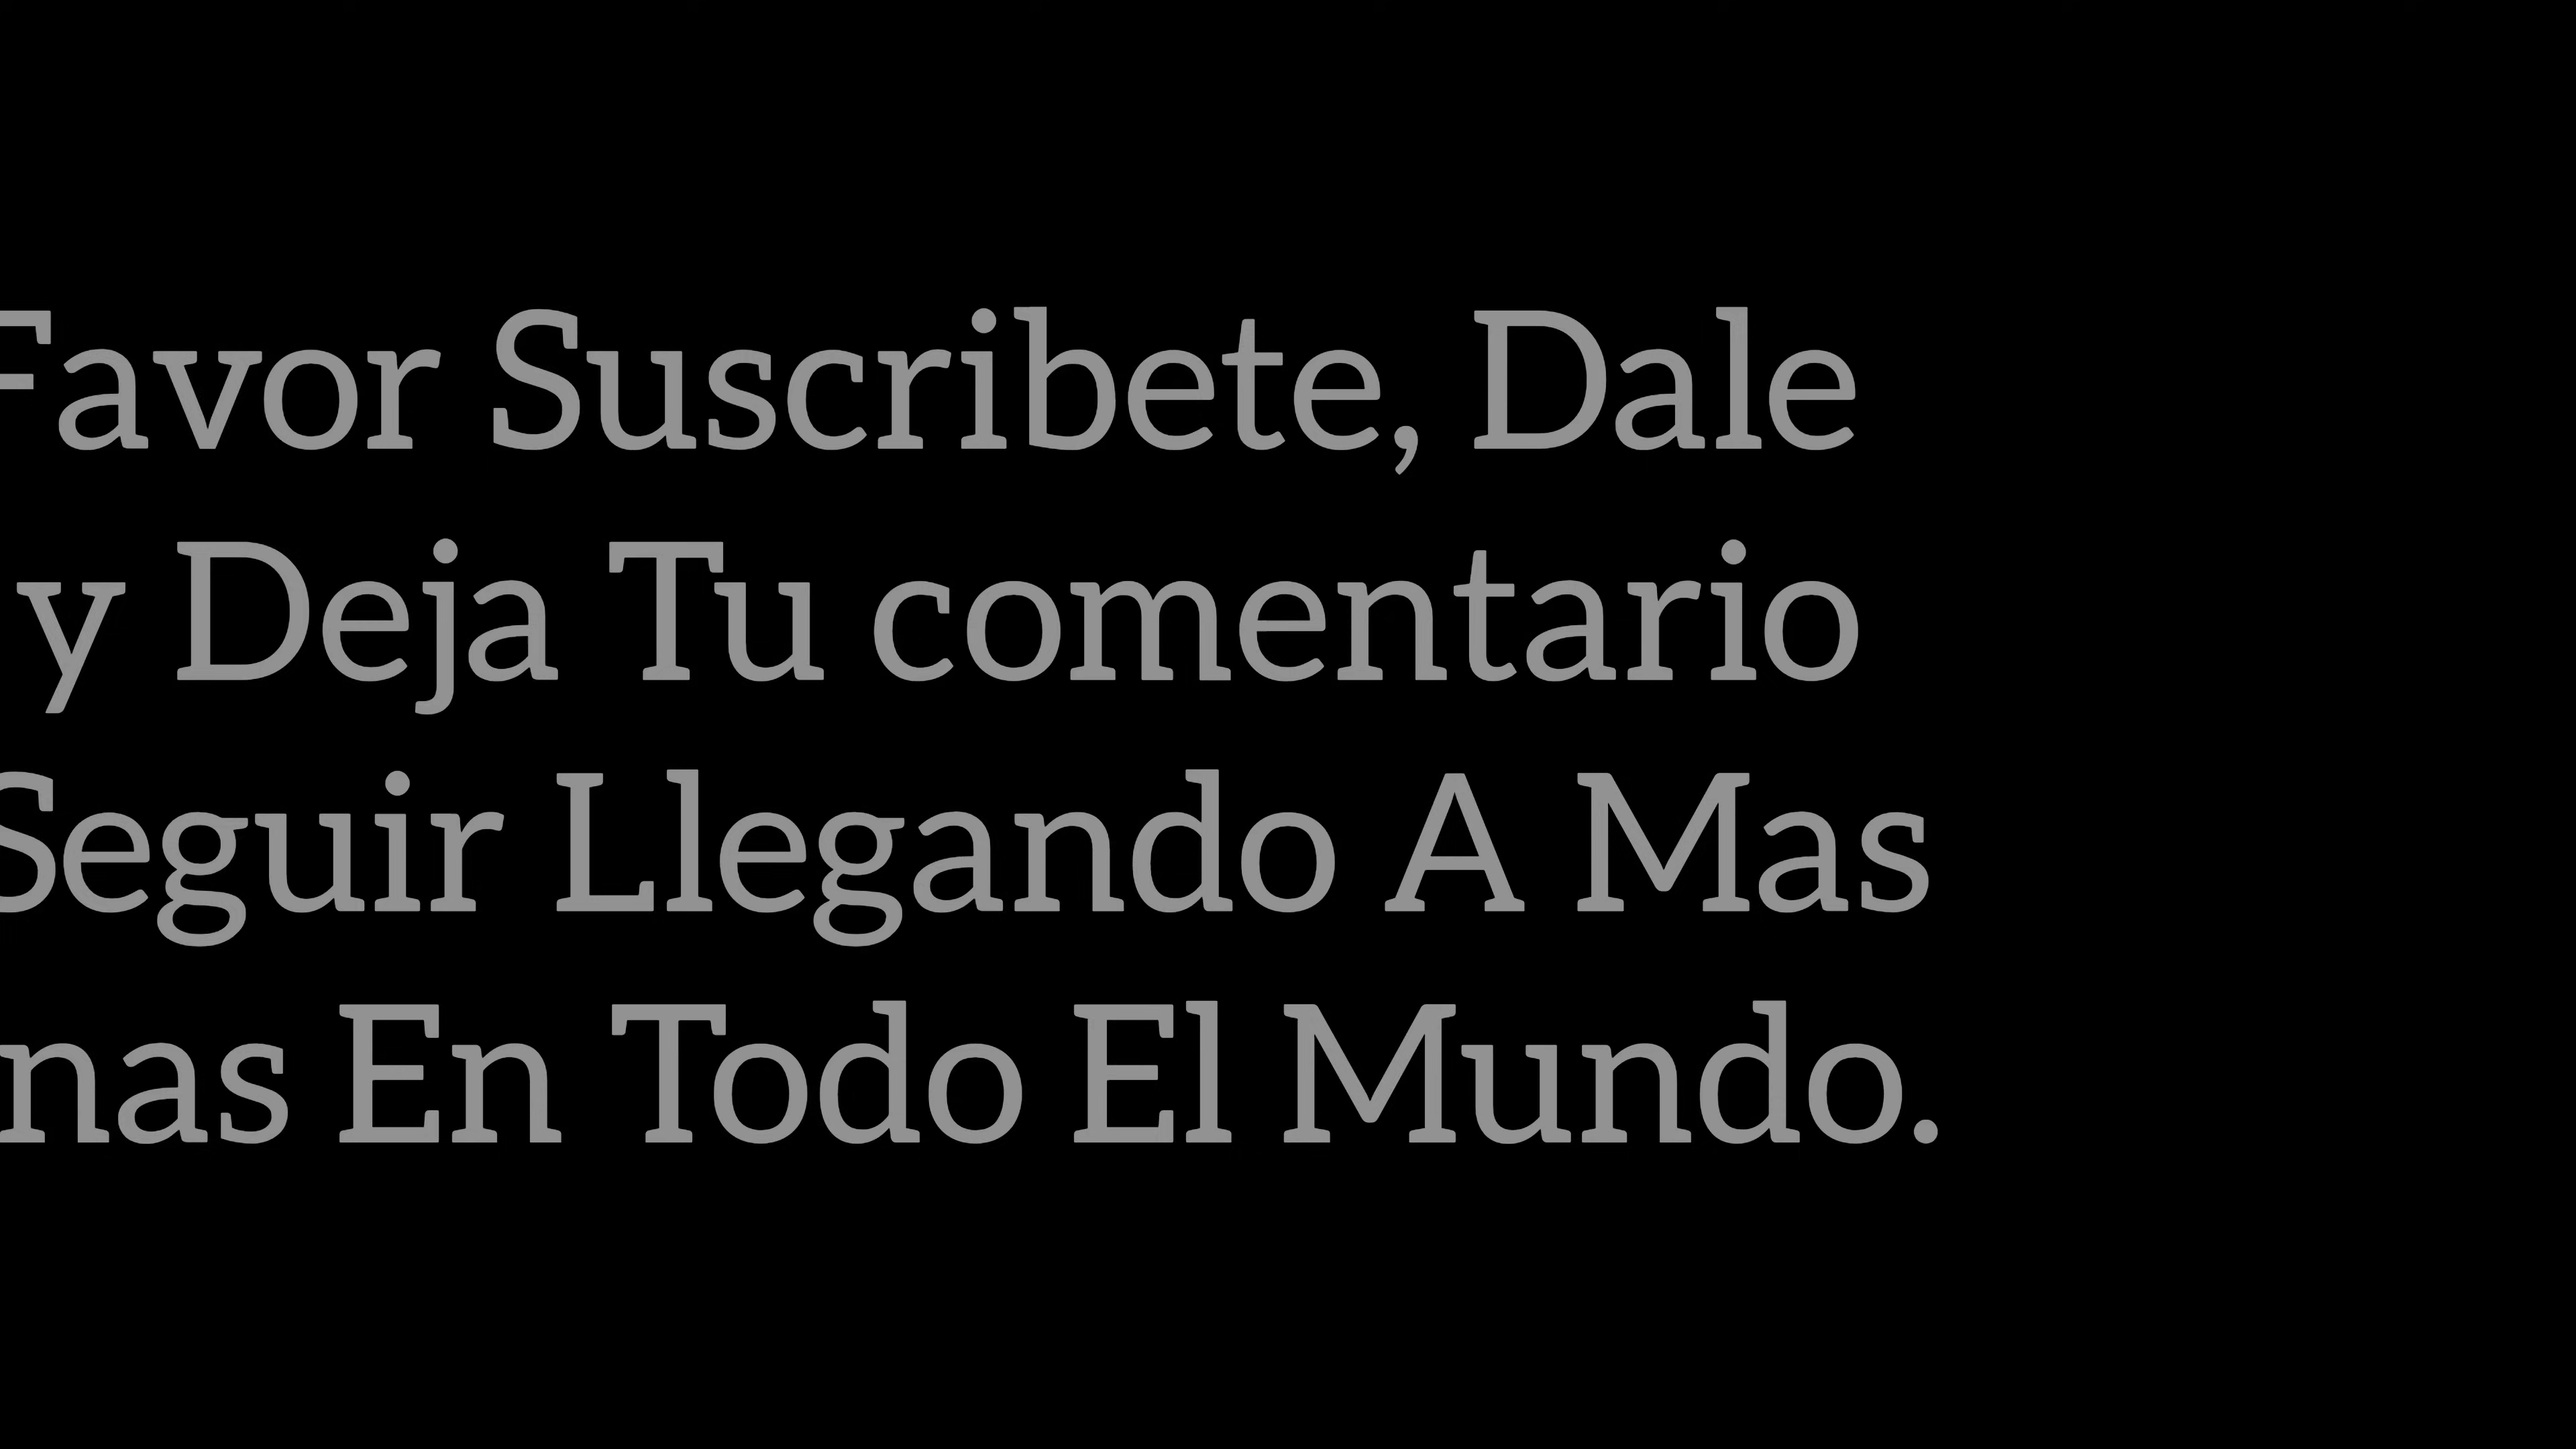 Favor Suscribete, Dale
y Deja Tu comentario
Seguir Llegando A Mas
nas En Todo El Mundo.